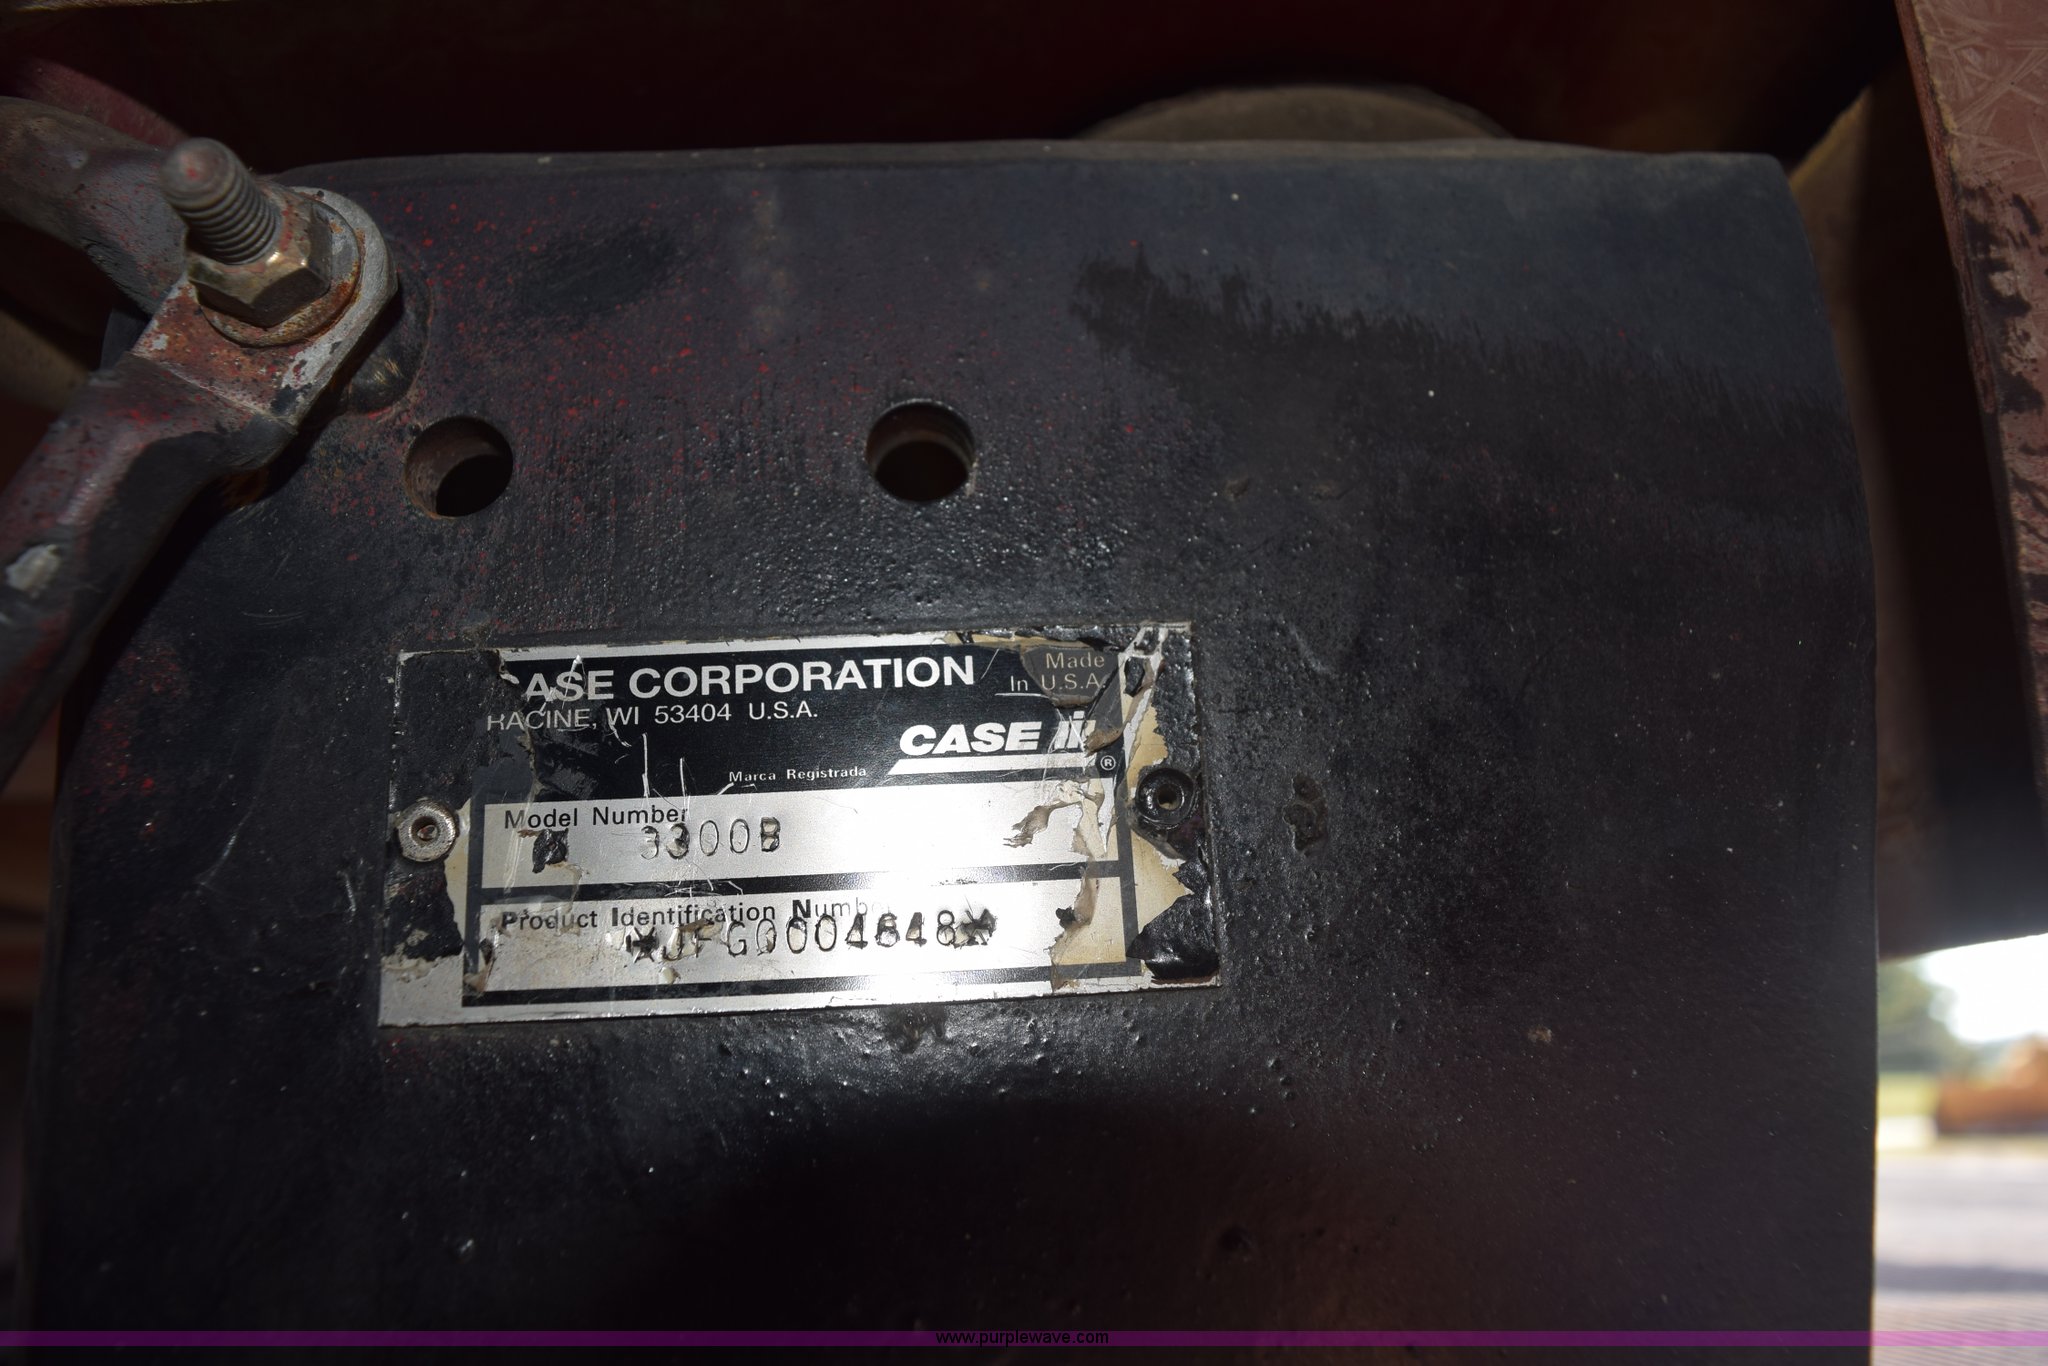 CASE CORPORATION
Made
In U.S.A.
RACINE, WI 53404 U.S.A.
CASE IH
®
Marca Registrada
Model Number
3300B
Product Identification Number
*JFG0004648*
www.purplewave.com